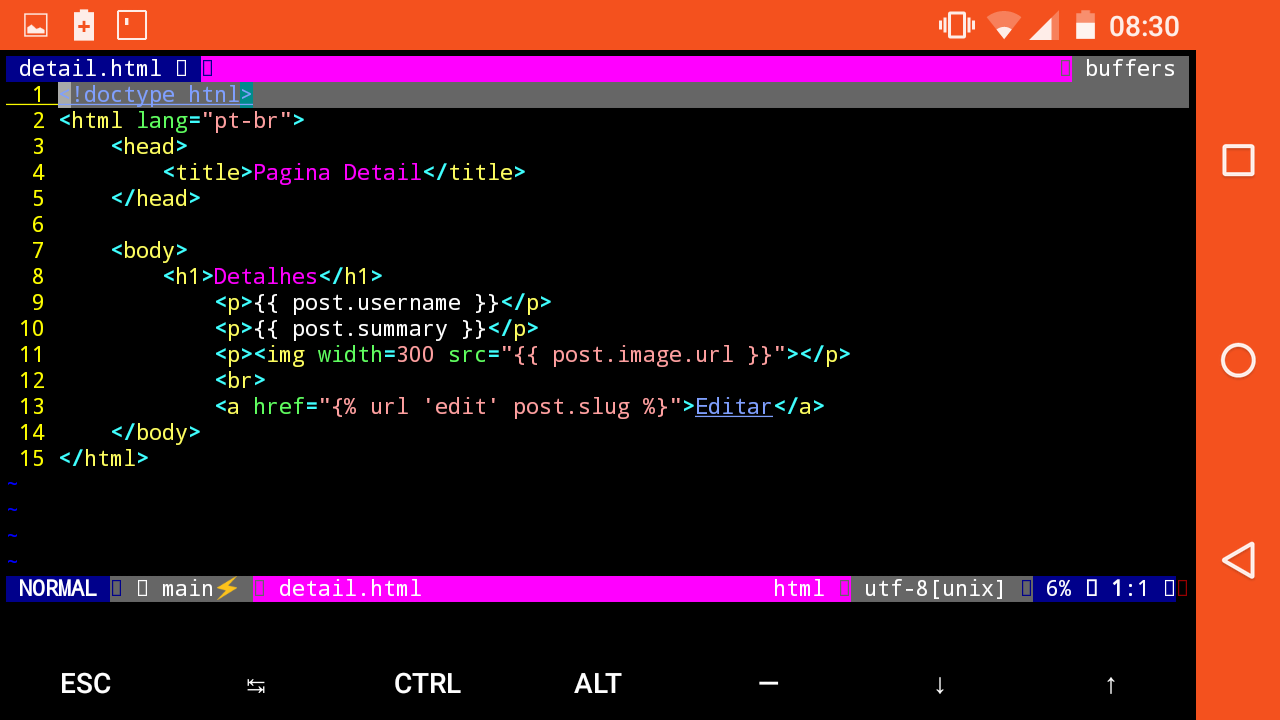 08:30
detail.html buffers
1 <!doctype htnl>
2 <html lang="pt-br">
3     <head>
4         <title>Pagina Detail</title>
5     </head>
6
7     <body>
8         <h1>Detalhes</h1>
9             <p>{{ post.username }}</p>
10             <p>{{ post.summary }}</p>
11             <p><img width=300 src="{{ post.image.url }}"></p>
12             <br>
13             <a href="{% url 'edit' post.slug %}">Editar</a>
14     </body>
15 </html>
~
~
~
~
NORMAL main⚡ detail.html html utf-8[unix] 6% 1:1
ESC ↹ CTRL ALT — ↓ ↑